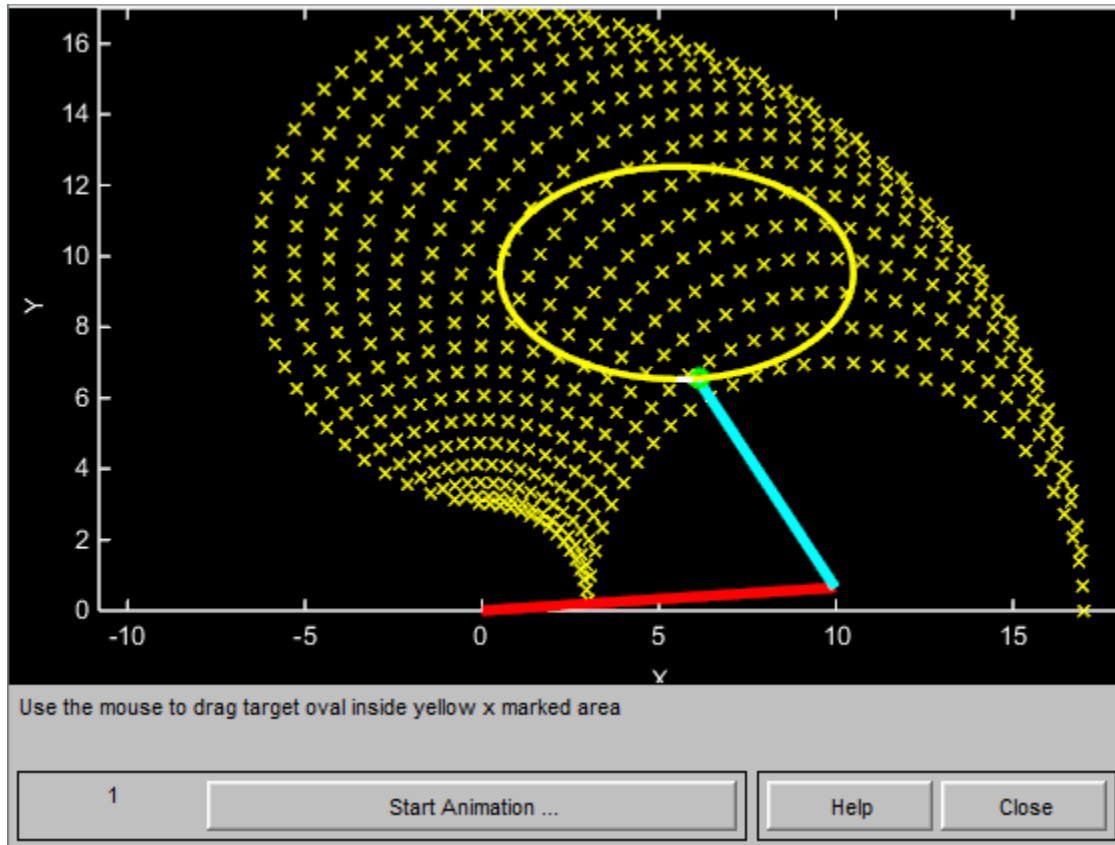 16
14
12
10
8
6
4
2
0
Y
-10 -5 0 5 10 15
X
Use the mouse to drag target oval inside yellow x marked area
1 Start Animation ... Help Close